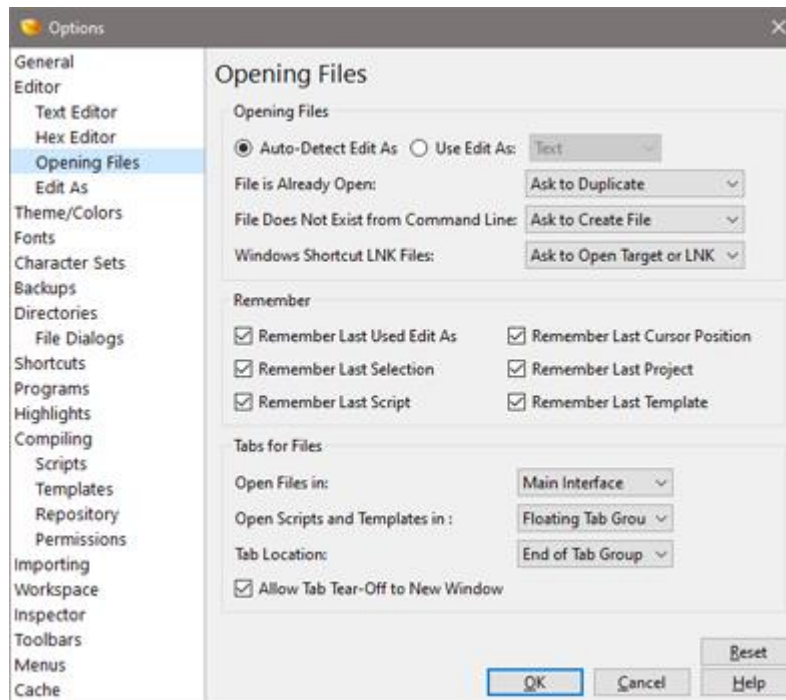 Options
General
Editor
Text Editor
Hex Editor
Opening Files
Edit As
Theme/Colors
Fonts
Character Sets
Backups
Directories
File Dialogs
Shortcuts
Programs
Highlights
Compiling
Scripts
Templates
Repository
Permissions
Importing
Workspace
Inspector
Toolbars
Menus
Cache
Opening Files
Opening Files
Auto-Detect Edit As Use Edit As: Text
File is Already Open: Ask to Duplicate
File Does Not Exist from Command Line: Ask to Create File
Windows Shortcut LNK Files: Ask to Open Target or LNK
Remember
Remember Last Used Edit As Remember Last Cursor Position
Remember Last Selection Remember Last Project
Remember Last Script Remember Last Template
Tabs for Files
Open Files in: Main Interface
Open Scripts and Templates in : Floating Tab Grou
Tab Location: End of Tab Group
Allow Tab Tear-Off to New Window
Reset
OK Cancel Help